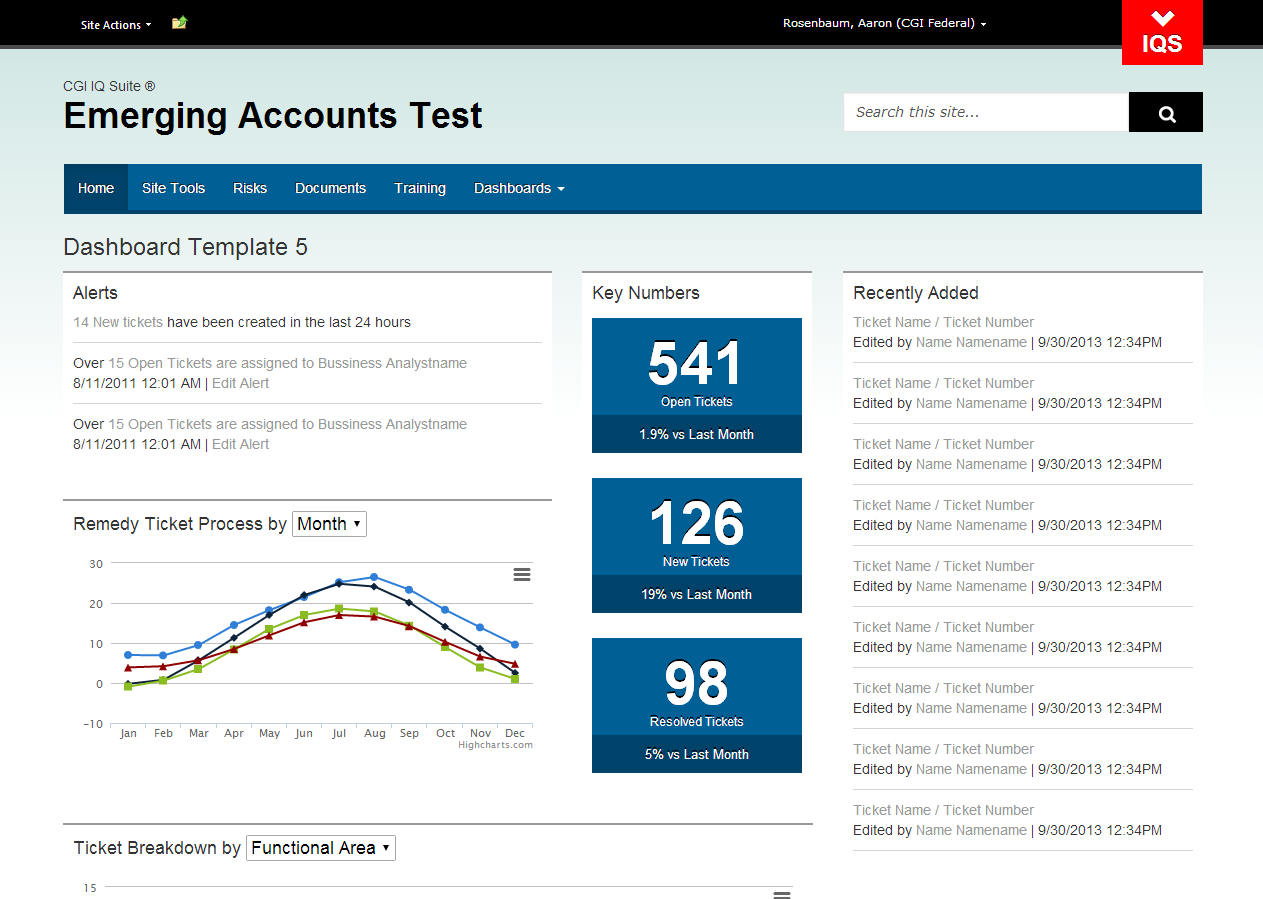 Site Actions
Rosenbaum, Aaron (CGI Federal)
IQS
CGI IQ Suite ®
Emerging Accounts Test
Search this site...
Home Site Tools Risks Documents Training Dashboards
Dashboard Template 5
Alerts
14 New tickets have been created in the last 24 hours
Over 15 Open Tickets are assigned to Bussiness Analystname
8/11/2011 12:01 AM | Edit Alert
Over 15 Open Tickets are assigned to Bussiness Analystname
8/11/2011 12:01 AM | Edit Alert
Remedy Ticket Process by Month
30
20
10
0
-10
Jan Feb Mar Apr May Jun Jul Aug Sep Oct Nov Dec
Highcharts.com
Key Numbers
541
Open Tickets
1.9% vs Last Month
126
New Tickets
19% vs Last Month
98
Resolved Tickets
5% vs Last Month
Recently Added
Ticket Name / Ticket Number
Edited by Name Namename | 9/30/2013 12:34PM
Ticket Name / Ticket Number
Edited by Name Namename | 9/30/2013 12:34PM
Ticket Name / Ticket Number
Edited by Name Namename | 9/30/2013 12:34PM
Ticket Name / Ticket Number
Edited by Name Namename | 9/30/2013 12:34PM
Ticket Name / Ticket Number
Edited by Name Namename | 9/30/2013 12:34PM
Ticket Name / Ticket Number
Edited by Name Namename | 9/30/2013 12:34PM
Ticket Name / Ticket Number
Edited by Name Namename | 9/30/2013 12:34PM
Ticket Name / Ticket Number
Edited by Name Namename | 9/30/2013 12:34PM
Ticket Name / Ticket Number
Edited by Name Namename | 9/30/2013 12:34PM
Ticket Breakdown by Functional Area
15